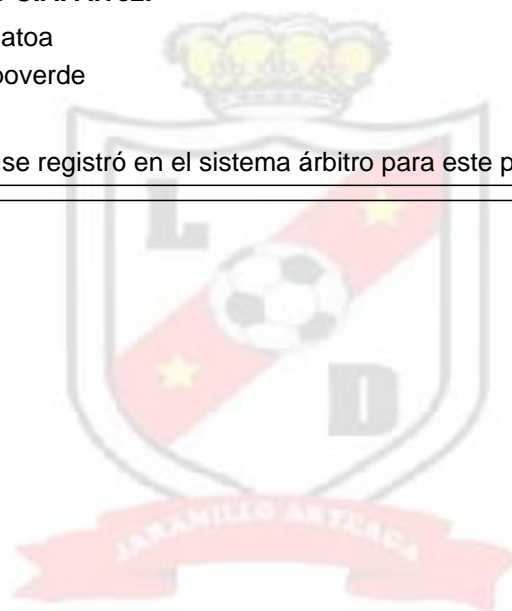 atoa
poverde
se registró en el sistema árbitro para este p
L
D
JARAMILLO ARTEAGA